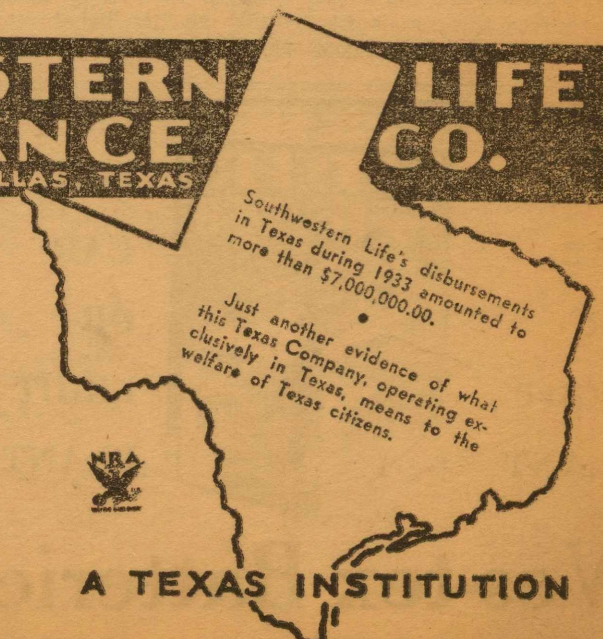 STERN LIFE
ANCE CO.
LLAS, TEXAS
Southwestern Life's disbursements
in Texas during 1933 amounted to
more than $7,000,000.00.
Just another evidence of what
this Texas Company, operating ex-
clusively in Texas, means to the
welfare of Texas citizens.
NRA
A TEXAS INSTITUTION